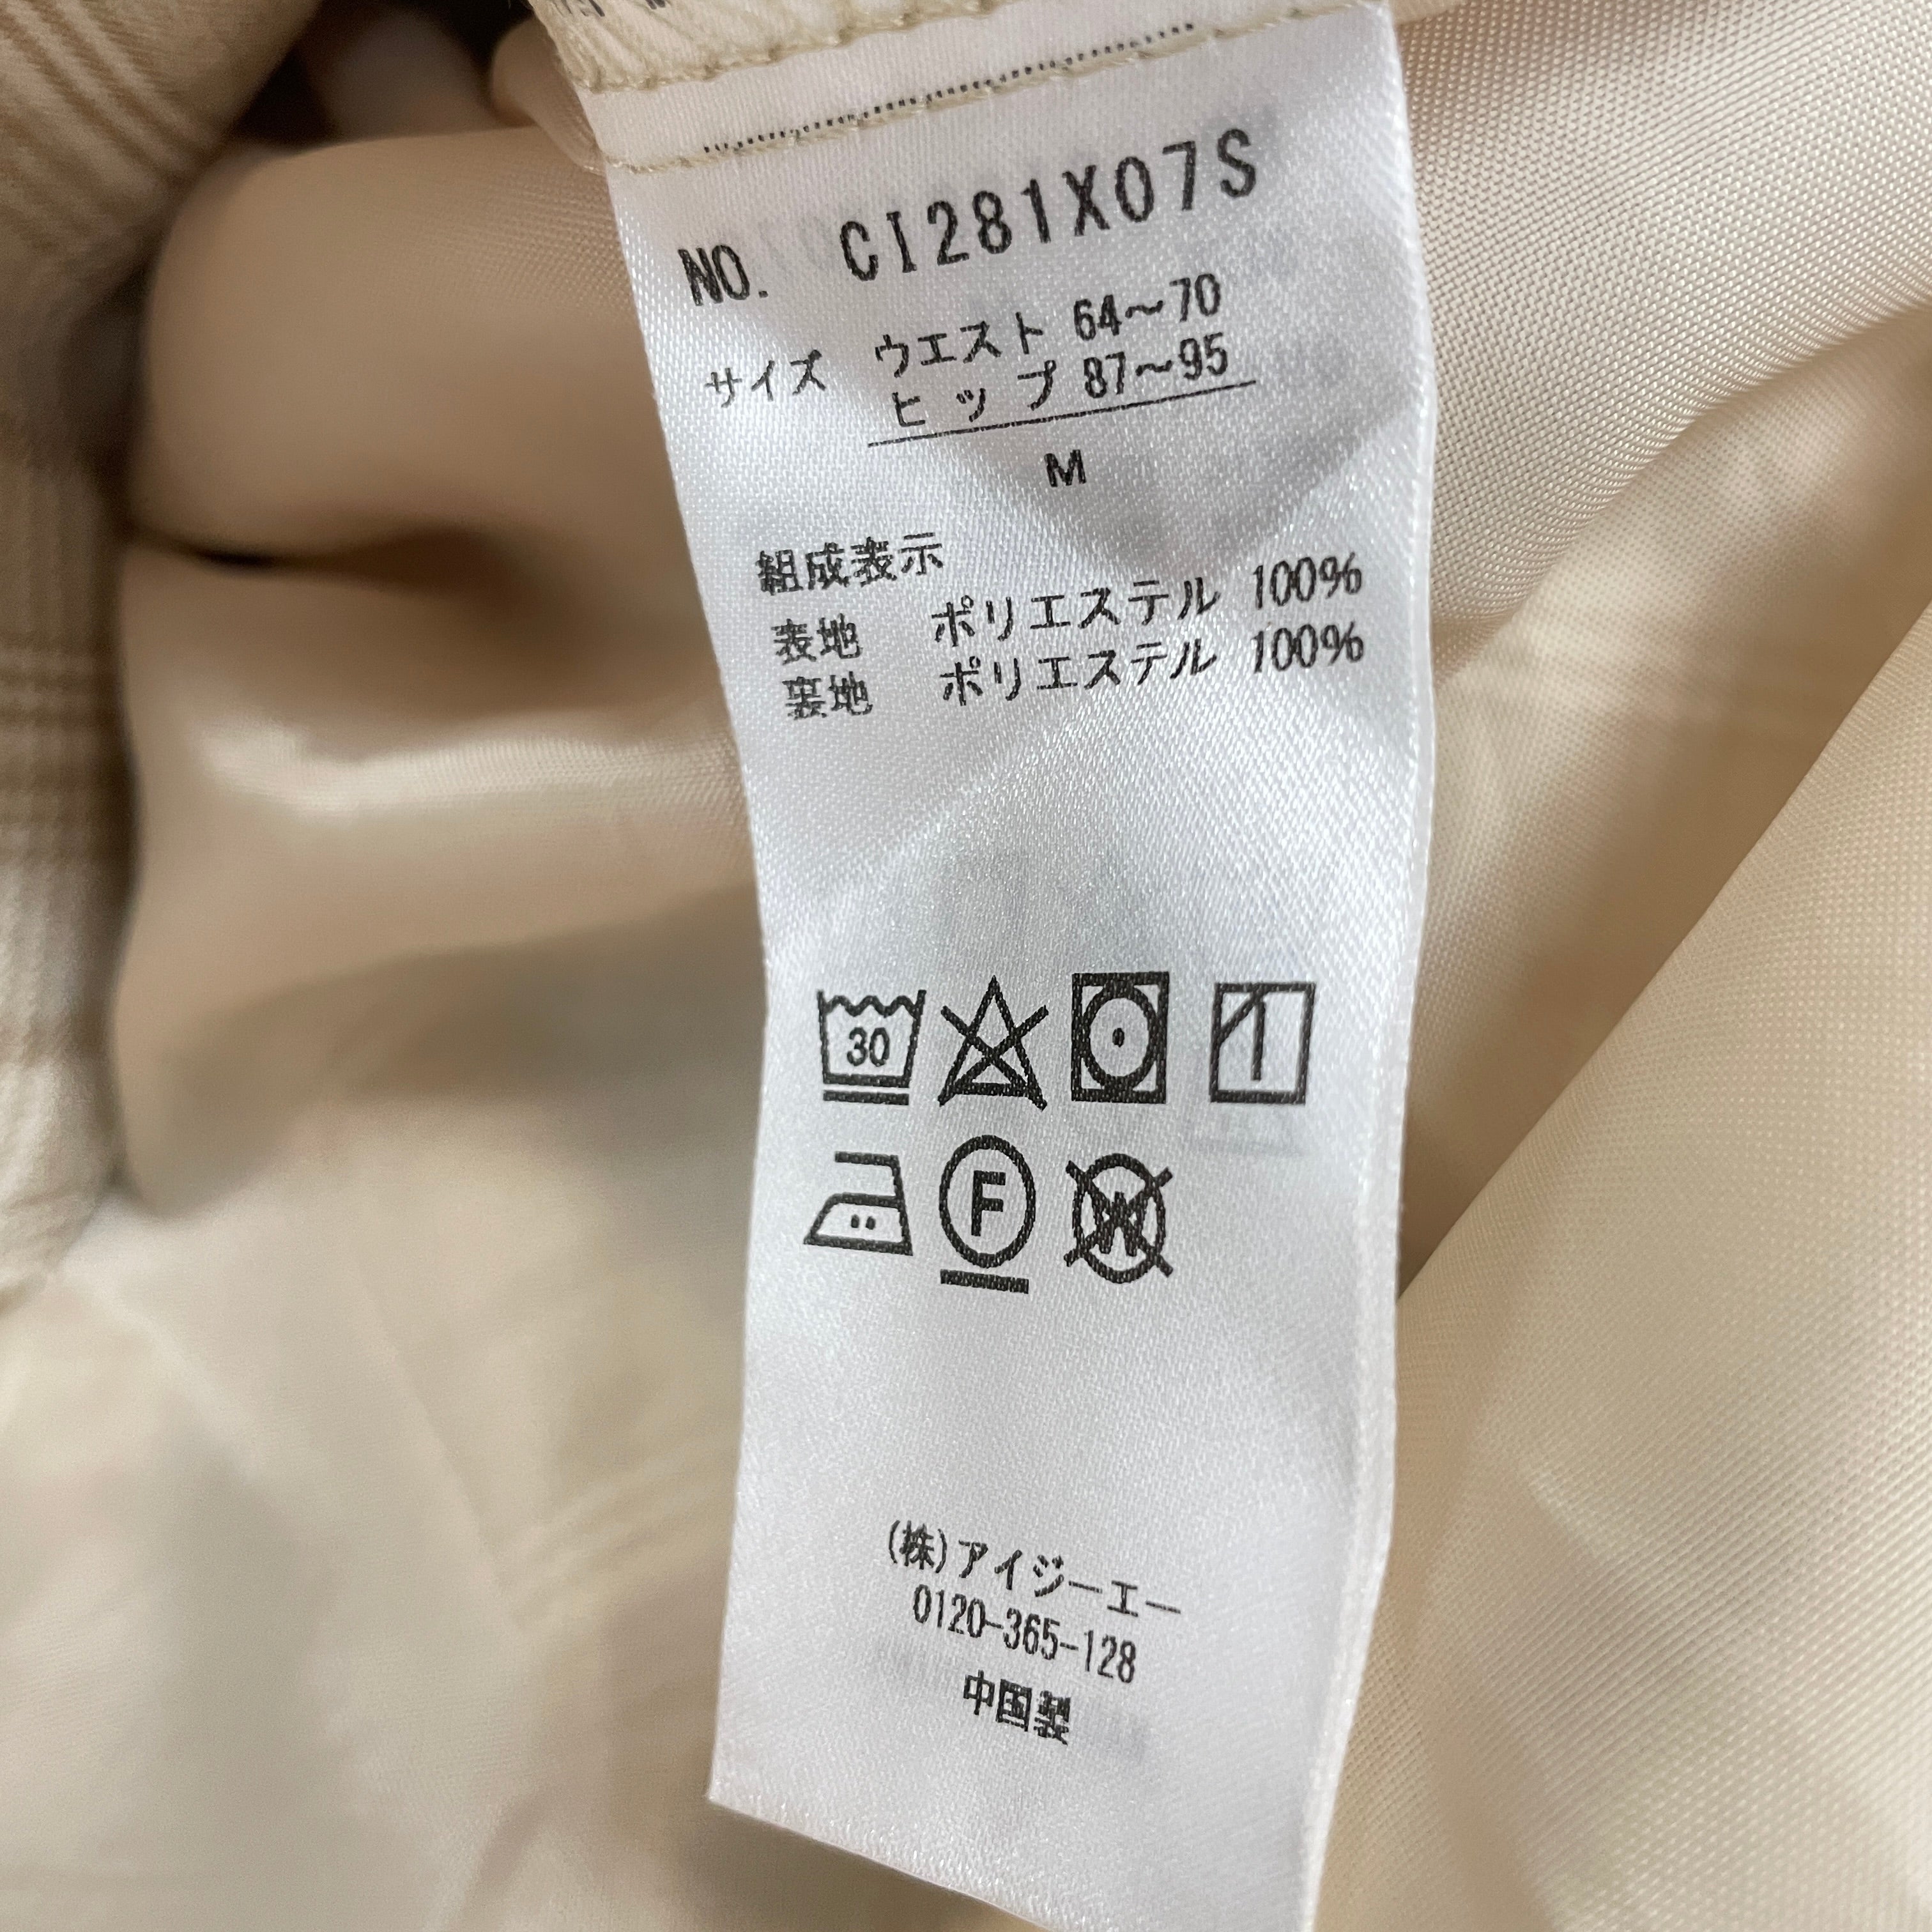 NO. CI281X07S
サイズ ウエスト 64〜70
ヒップ 87〜95
M
組成表示
表地 ポリエステル 100%
裏地 ポリエステル 100%
30
F
W
(株)アイジーエー
0120-365-128
中国製